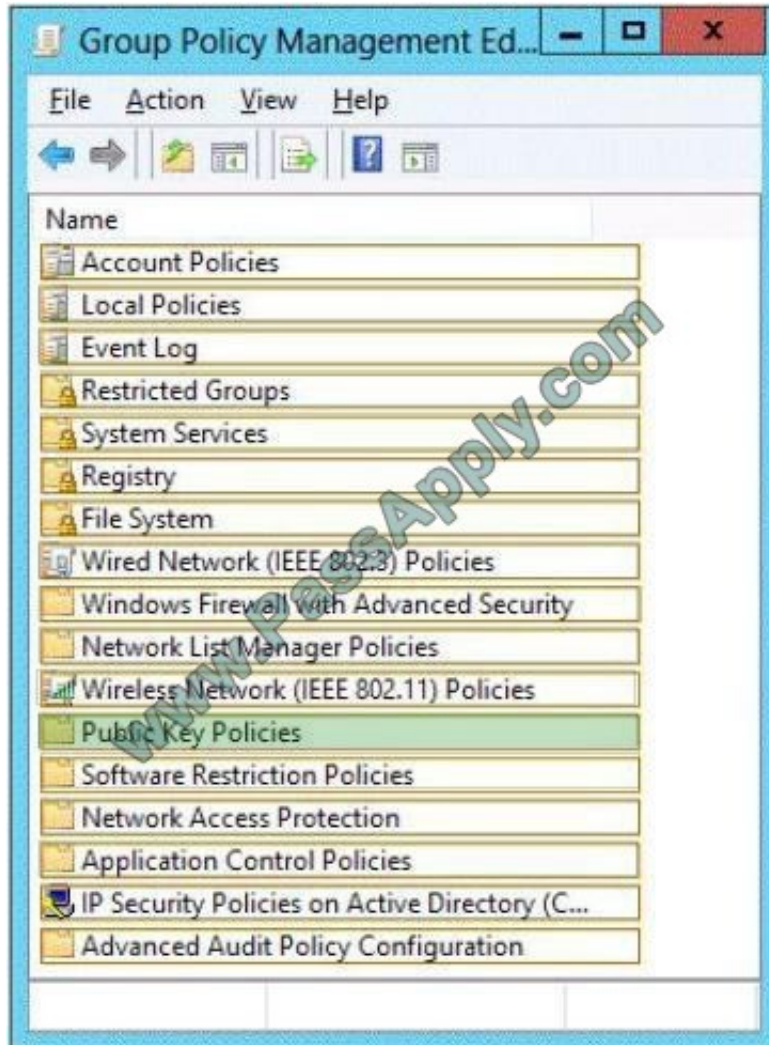 Group Policy Management Ed...
File Action View Help
Name
Account Policies
Local Policies
Event Log
Restricted Groups
System Services
Registry
File System
Wired Network (IEEE 802.3) Policies
Windows Firewall with Advanced Security
Network List Manager Policies
Wireless Network (IEEE 802.11) Policies
Public Key Policies
Software Restriction Policies
Network Access Protection
Application Control Policies
IP Security Policies on Active Directory (C...
Advanced Audit Policy Configuration
www.PassApply.com